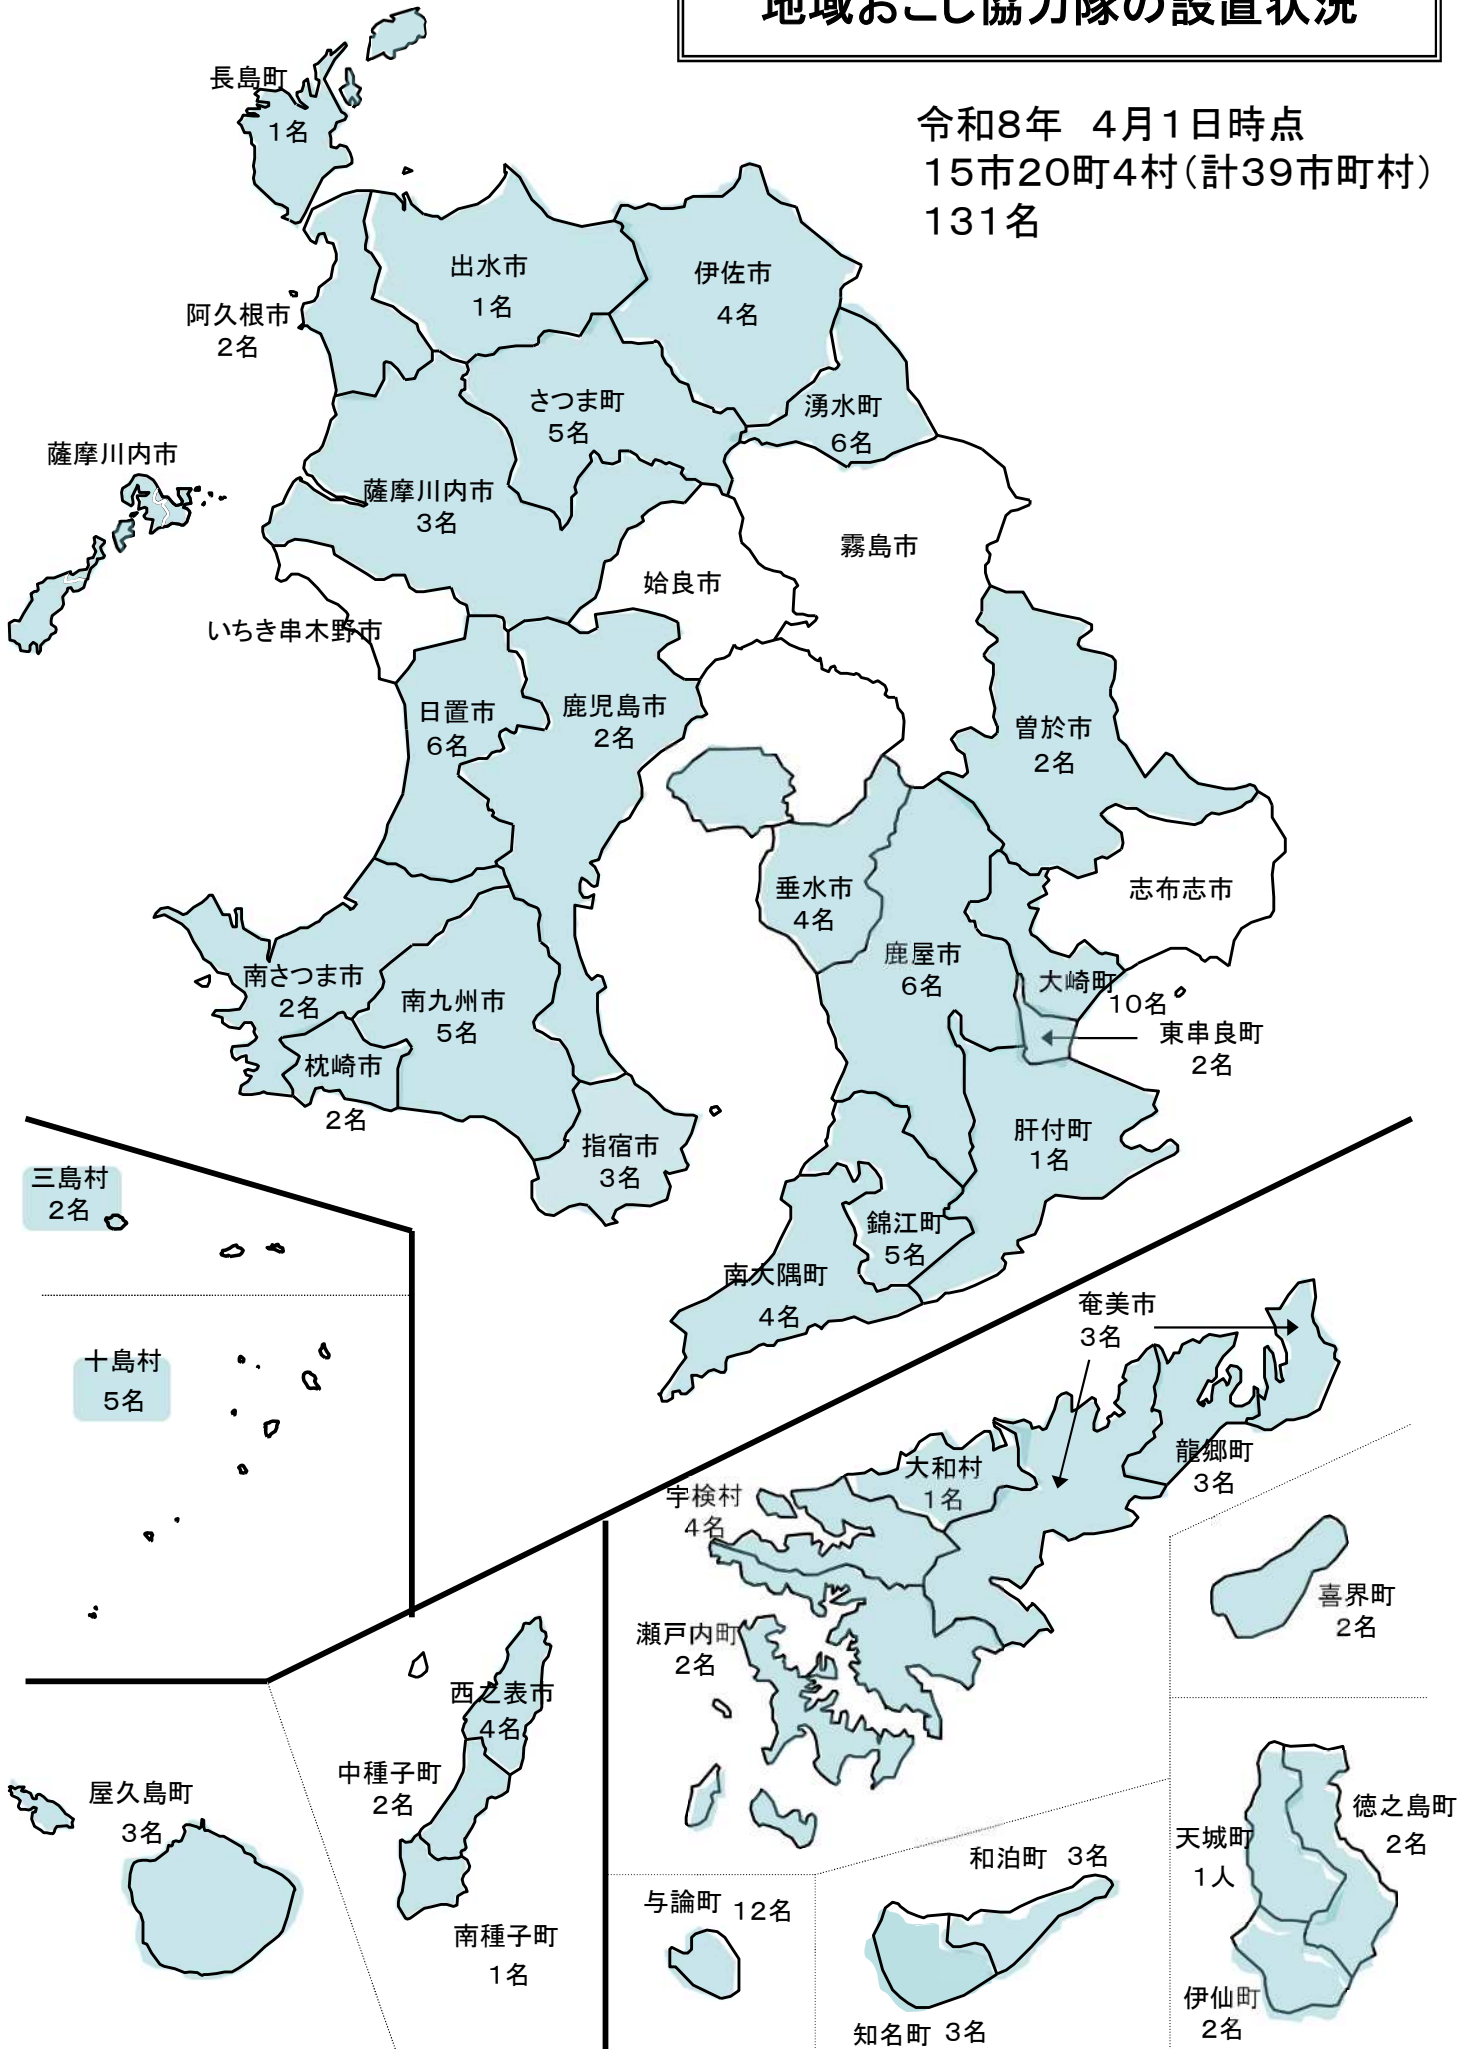 地域おこし協力隊の設置状況
令和8年 4月1日時点
15市20町4村(計39市町村)
131名
長島町
1名
出水市
1名
伊佐市
4名
阿久根市
2名
さつま町
5名
湧水町
6名
薩摩川内市
薩摩川内市
3名
霧島市
姶良市
いちき串木野市
日置市
6名
鹿児島市
2名
曽於市
2名
垂水市
4名
志布志市
鹿屋市
6名
南さつま市
2名
南九州市
5名
大崎町
10名
東串良町
2名
枕崎市
2名
指宿市
3名
肝付町
1名
三島村
2名
錦江町
5名
南大隅町
4名
奄美市
3名
十島村
5名
龍郷町
3名
大和村
1名
宇検村
4名
喜界町
2名
瀬戸内町
2名
西之表市
4名
中種子町
2名
屋久島町
3名
徳之島町
2名
天城町
1人
和泊町 3名
与論町 12名
南種子町
1名
伊仙町
2名
知名町 3名